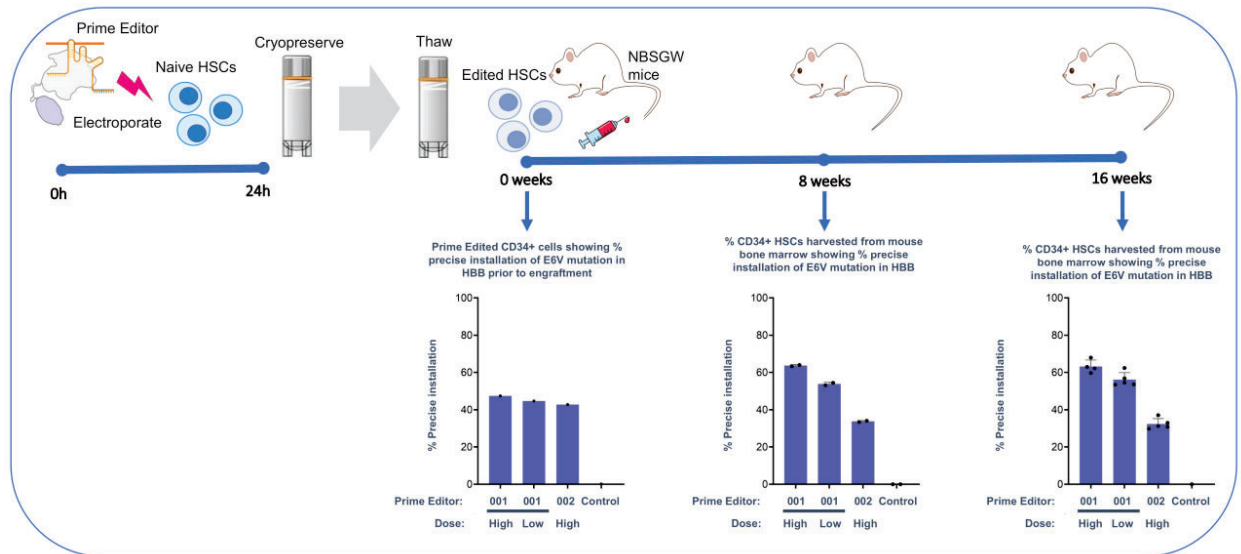 Prime Editor
Naive HSCs
Electroporate
Cryopreserve
Thaw
Edited HSCs
NBSGW
mice
0h
24h
0 weeks
8 weeks
16 weeks
Prime Edited CD34+ cells showing %
precise installation of E6V mutation in
HBB prior to engraftment
% Precise installation
100
80
60
40
20
0
Prime Editor: 001 001 002 Control
Dose: High Low High
% CD34+ HSCs harvested from mouse
bone marrow showing % precise
installation of E6V mutation in HBB
% Precise installation
100
80
60
40
20
0
Prime Editor: 001 001 002 Control
Dose: High Low High
% CD34+ HSCs harvested from mouse
bone marrow showing % precise
installation of E6V mutation in HBB
% Precise installation
100
80
60
40
20
0
Prime Editor: 001 001 002 Control
Dose: High Low High